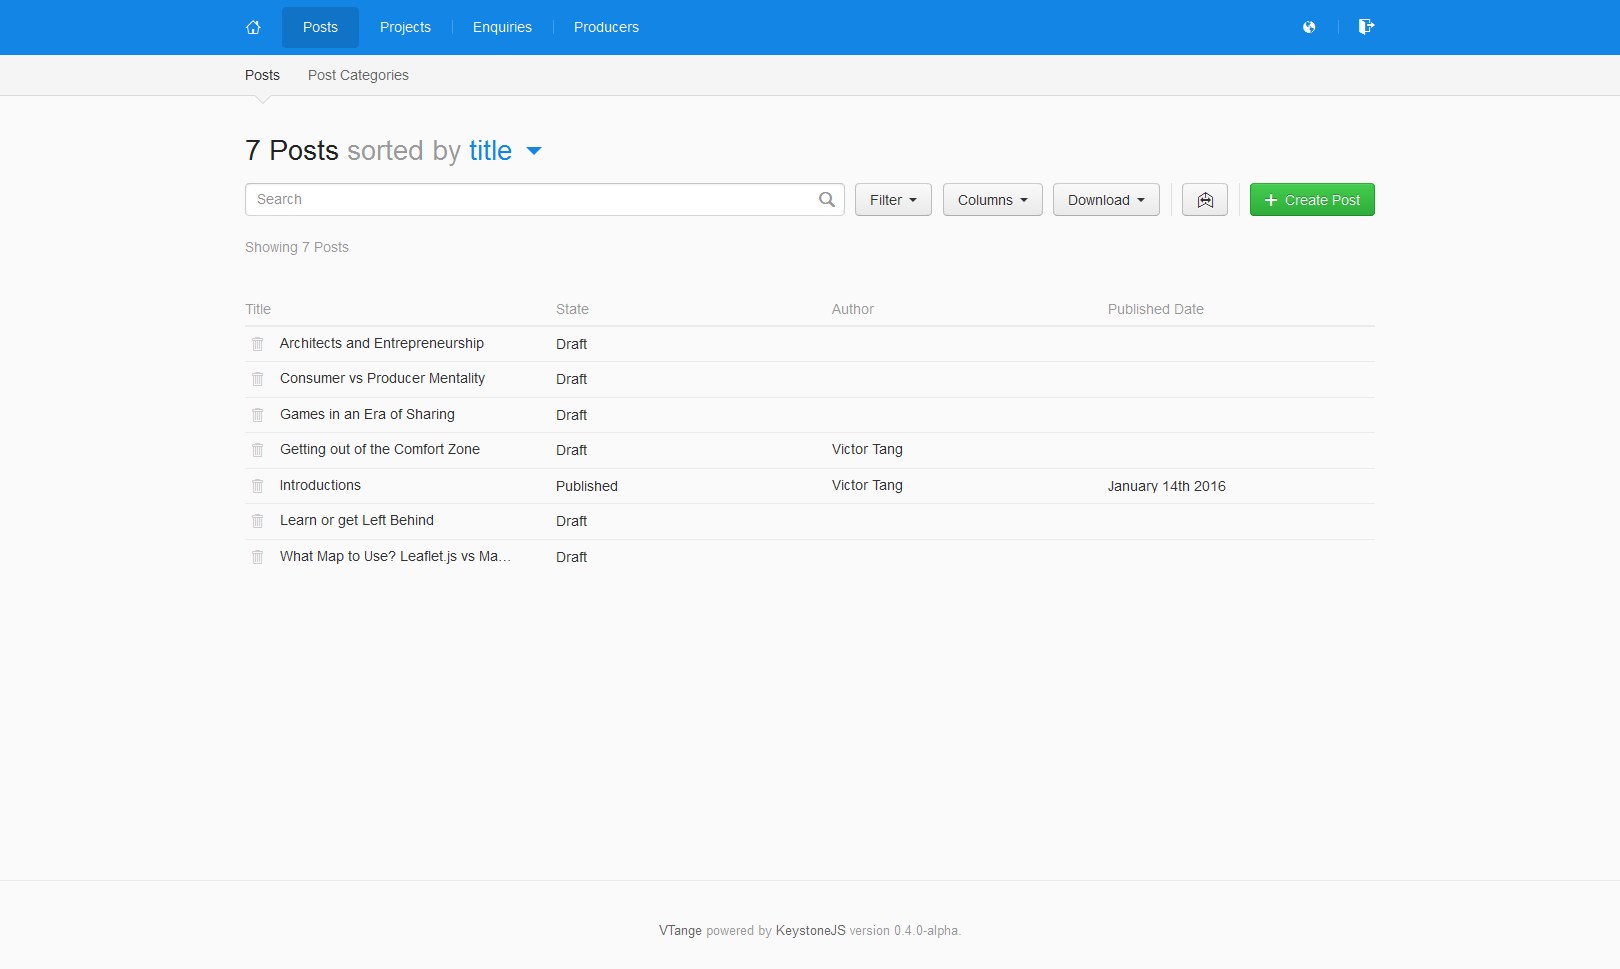 Posts Projects Enquiries Producers
Posts Post Categories
7 Posts sorted by title
Search Filter Columns Download Create Post
Showing 7 Posts
Title State Author Published Date
Architects and Entrepreneurship Draft
Consumer vs Producer Mentality Draft
Games in an Era of Sharing Draft
Getting out of the Comfort Zone Draft Victor Tang
Introductions Published Victor Tang January 14th 2016
Learn or get Left Behind Draft
What Map to Use? Leaflet.js vs Ma... Draft
VTange powered by KeystoneJS version 0.4.0-alpha.